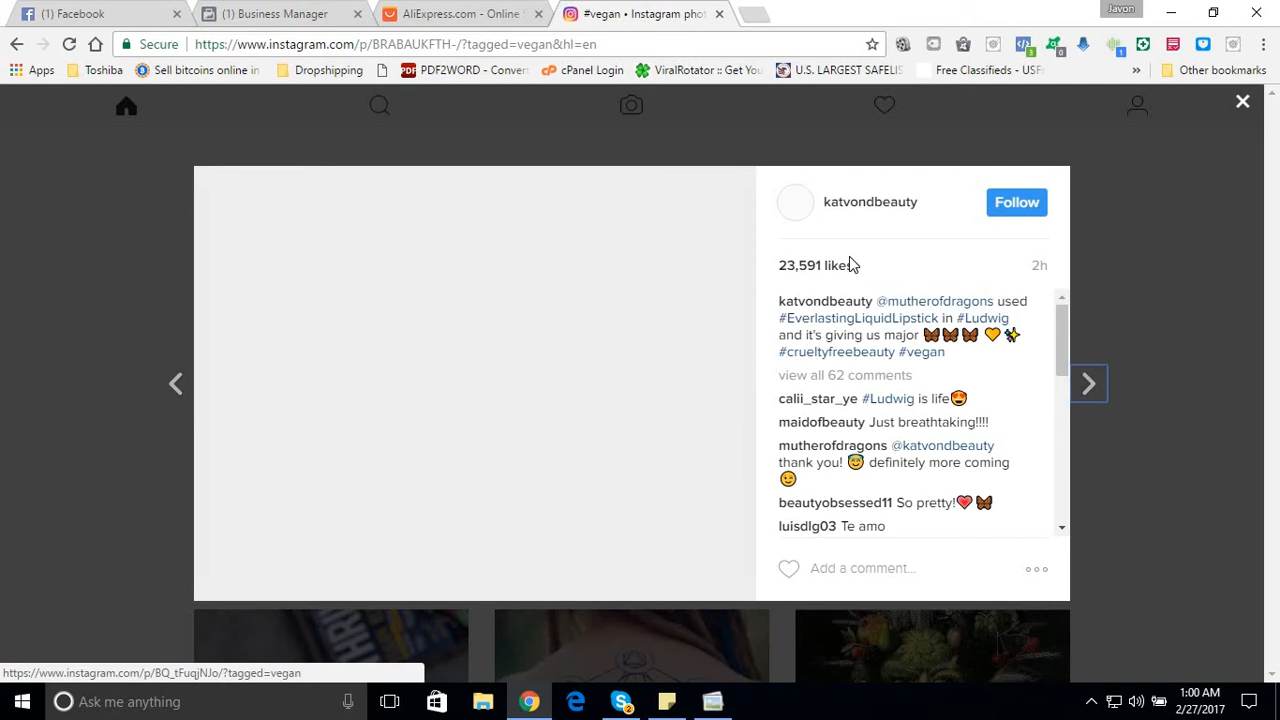 (1) Facebook
(1) Business Manager
AliExpress.com - Online S
#vegan • Instagram phot
Javon
Secure
https://www.instagram.com/p/BRABAUKFTH-/?tagged=vegan&hl=en
Apps
Toshiba
Sell bitcoins online in
Dropshipping
PDF2WORD - Convert
cPanel Login
ViralRotator :: Get You
U.S. LARGEST SAFELIS
Free Classifieds - USF
Other bookmarks
katvondbeauty
Follow
23,591 likes
2h
katvondbeauty @mutherofdragons used
#EverlastingLiquidLipstick in #Ludwig
and it's giving us major 🦋🦋🦋 💛✨
#crueltyfreebeauty #vegan
view all 62 comments
calii_star_ye #Ludwig is life😍
maidofbeauty Just breathtaking!!!!
mutherofdragons @katvondbeauty
thank you! 😇 definitely more coming
😉
beautyobsessed11 So pretty!❤️🦋
luisdlg03 Te amo
Add a comment...
https://www.instagram.com/p/BQ_tFuqjNJo/?tagged=vegan
Ask me anything
1:00 AM
2/27/2017